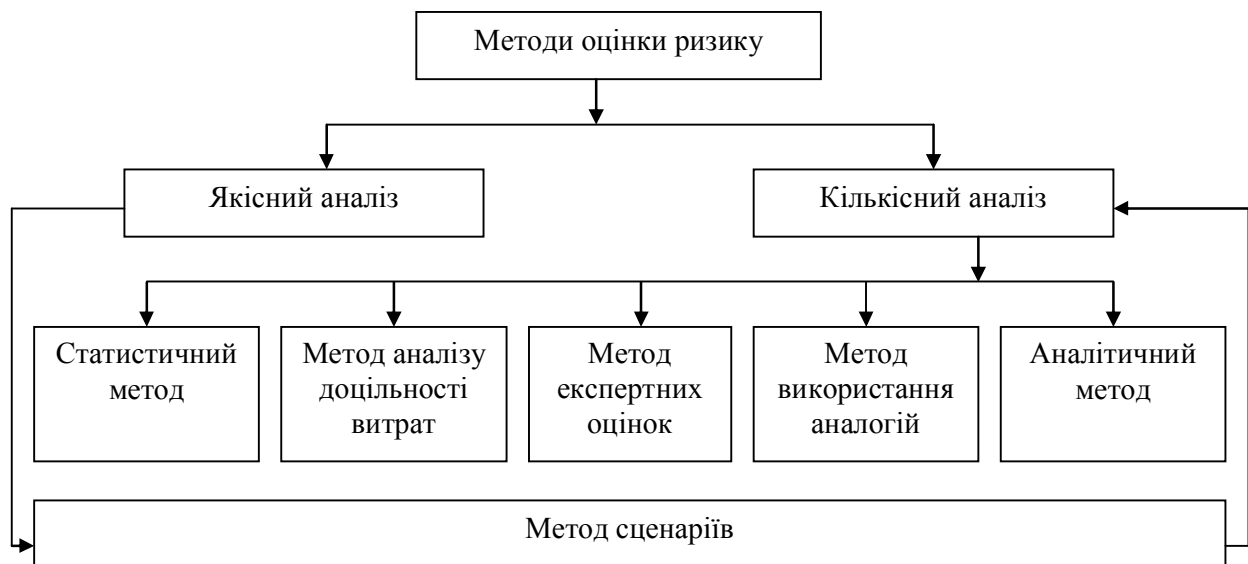 Методи оцінки ризику
Якісний аналіз
Кількісний аналіз
Статистичний
метод
Метод аналізу
доцільності
витрат
Метод
експертних
оцінок
Метод
використання
аналогій
Аналітичний
метод
Метод сценаріїв